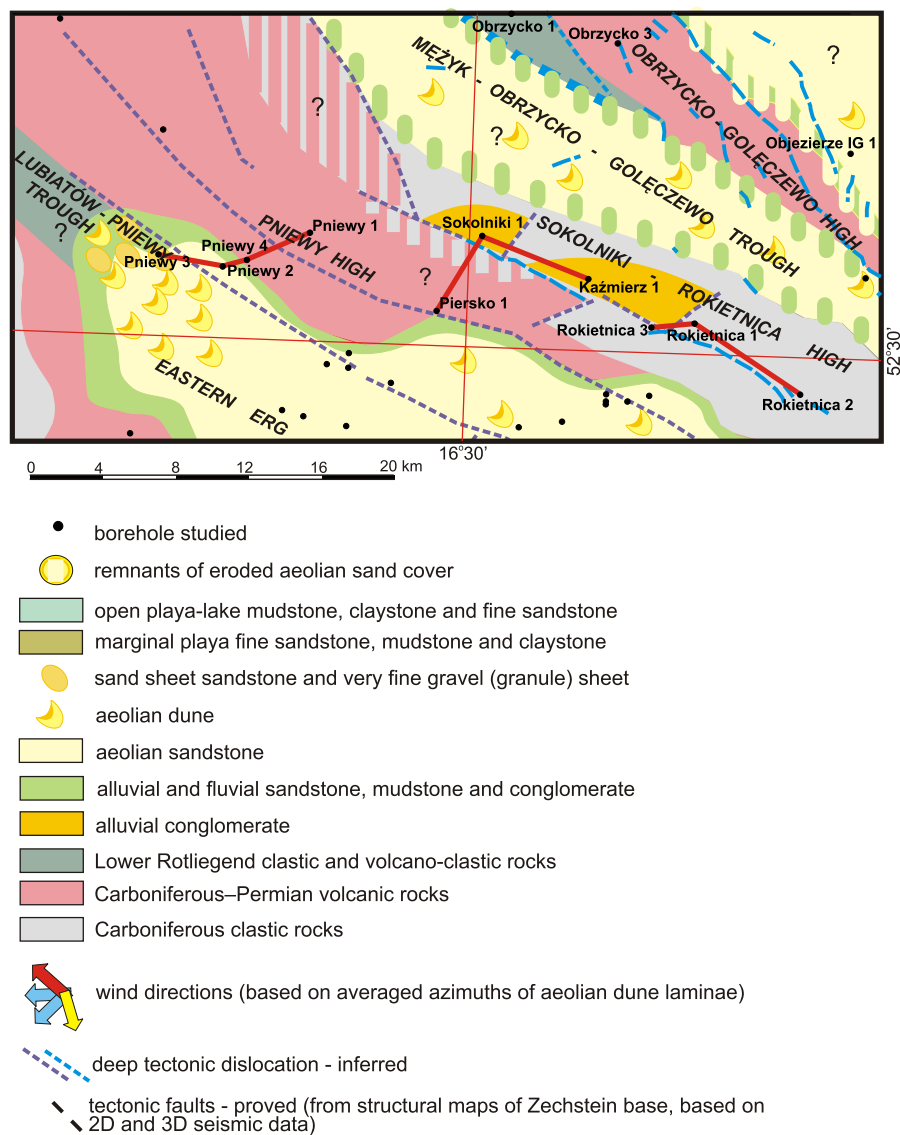 Obrzycko 1
Obrzycko 3
?
MĘŻYK - OBRZYCKO - GOLĘCZEWO TROUGH
OBRZYCKO - GOLĘCZEWO HIGH
?
?
Objezierze IG 1
LUBIATÓW - PNIEWY
TROUGH
?
PNIEWY HIGH
Pniewy 1
Pniewy 4
Pniewy 3
Pniewy 2
Sokolniki 1
SOKOLNIKI - ROKIETNICA HIGH
?
Kaźmierz 1
Piersko 1
Rokietnica 3
Rokietnica 1
Rokietnica 2
EASTERN ERG
52°30'
16°30'
0 4 8 12 16 20 km
borehole studied
remnants of eroded aeolian sand cover
open playa-lake mudstone, claystone and fine sandstone
marginal playa fine sandstone, mudstone and claystone
sand sheet sandstone and very fine gravel (granule) sheet
aeolian dune
aeolian sandstone
alluvial and fluvial sandstone, mudstone and conglomerate
alluvial conglomerate
Lower Rotliegend clastic and volcano-clastic rocks
Carboniferous–Permian volcanic rocks
Carboniferous clastic rocks
wind directions (based on averaged azimuths of aeolian dune laminae)
deep tectonic dislocation - inferred
tectonic faults - proved (from structural maps of Zechstein base, based on
2D and 3D seismic data)